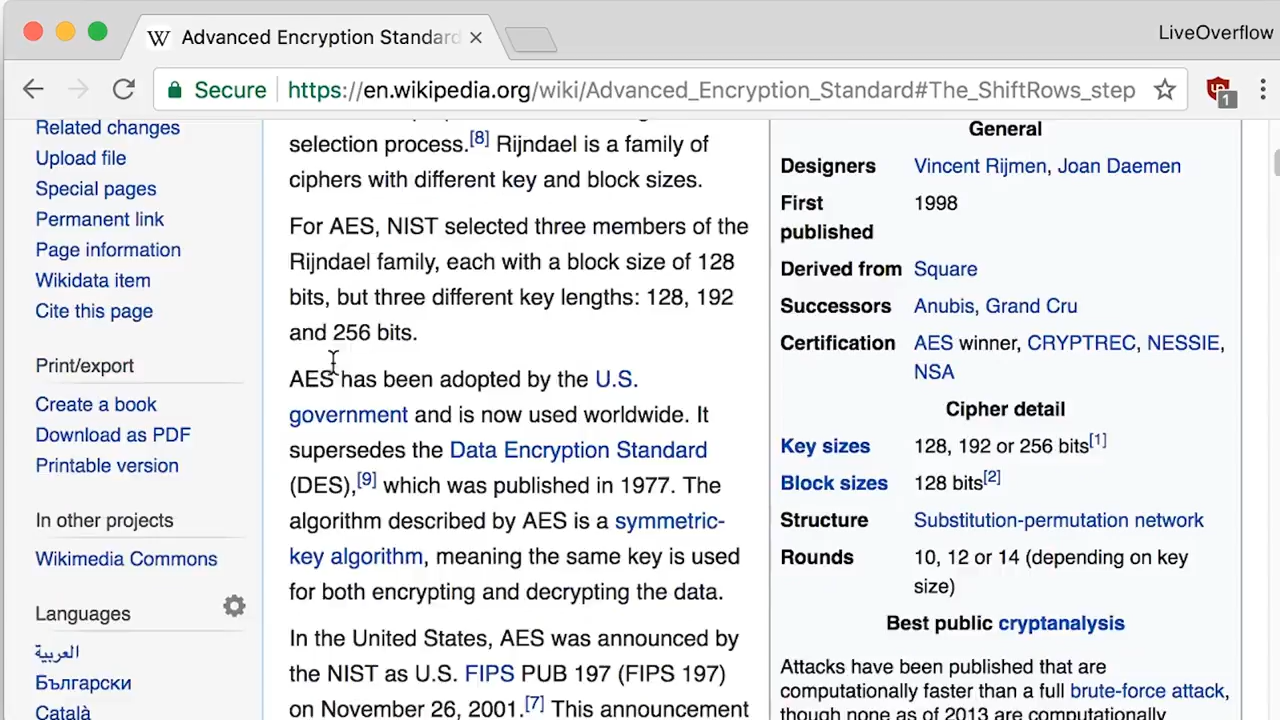 Advanced Encryption Standard
LiveOverflow
Secure
https://en.wikipedia.org/wiki/Advanced_Encryption_Standard#The_ShiftRows_step
1
Related changes
Upload file
Special pages
Permanent link
Page information
Wikidata item
Cite this page
Print/export
Create a book
Download as PDF
Printable version
In other projects
Wikimedia Commons
Languages
العربية
Български
Català
selection process.[8] Rijndael is a family of
ciphers with different key and block sizes.
For AES, NIST selected three members of the
Rijndael family, each with a block size of 128
bits, but three different key lengths: 128, 192
and 256 bits.
AES has been adopted by the U.S.
government and is now used worldwide. It
supersedes the Data Encryption Standard
(DES),[9] which was published in 1977. The
algorithm described by AES is a symmetric-
key algorithm, meaning the same key is used
for both encrypting and decrypting the data.
In the United States, AES was announced by
the NIST as U.S. FIPS PUB 197 (FIPS 197)
on November 26, 2001.[7] This announcement
General
Designers Vincent Rijmen, Joan Daemen
First 1998
published
Derived from Square
Successors Anubis, Grand Cru
Certification AES winner, CRYPTREC, NESSIE,
NSA
Cipher detail
Key sizes 128, 192 or 256 bits[1]
Block sizes 128 bits[2]
Structure Substitution-permutation network
Rounds 10, 12 or 14 (depending on key
size)
Best public cryptanalysis
Attacks have been published that are
computationally faster than a full brute-force attack,
though none as of 2013 are computationally